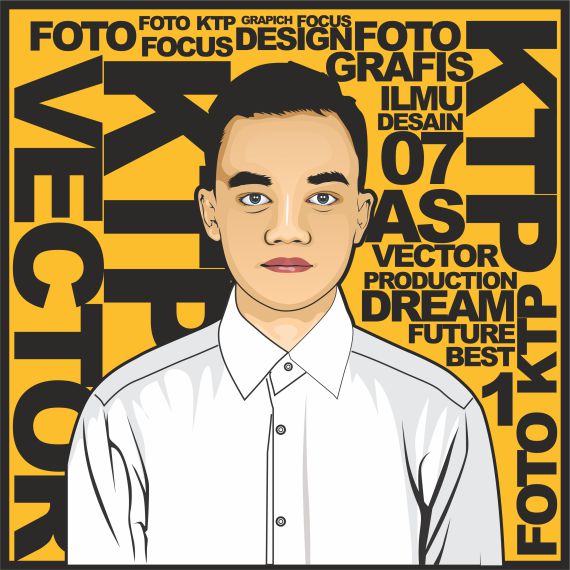 FOTO
FOTO KTP
FOCUS
GRAPICH FOCUS
DESIGN
FOTO
GRAFIS
ILMU
DESAIN
07
AS
VECTOR
PRODUCTION
DREAM
FUTURE
BEST
1
VECTOR
KTP
KTP
FOTO KTP